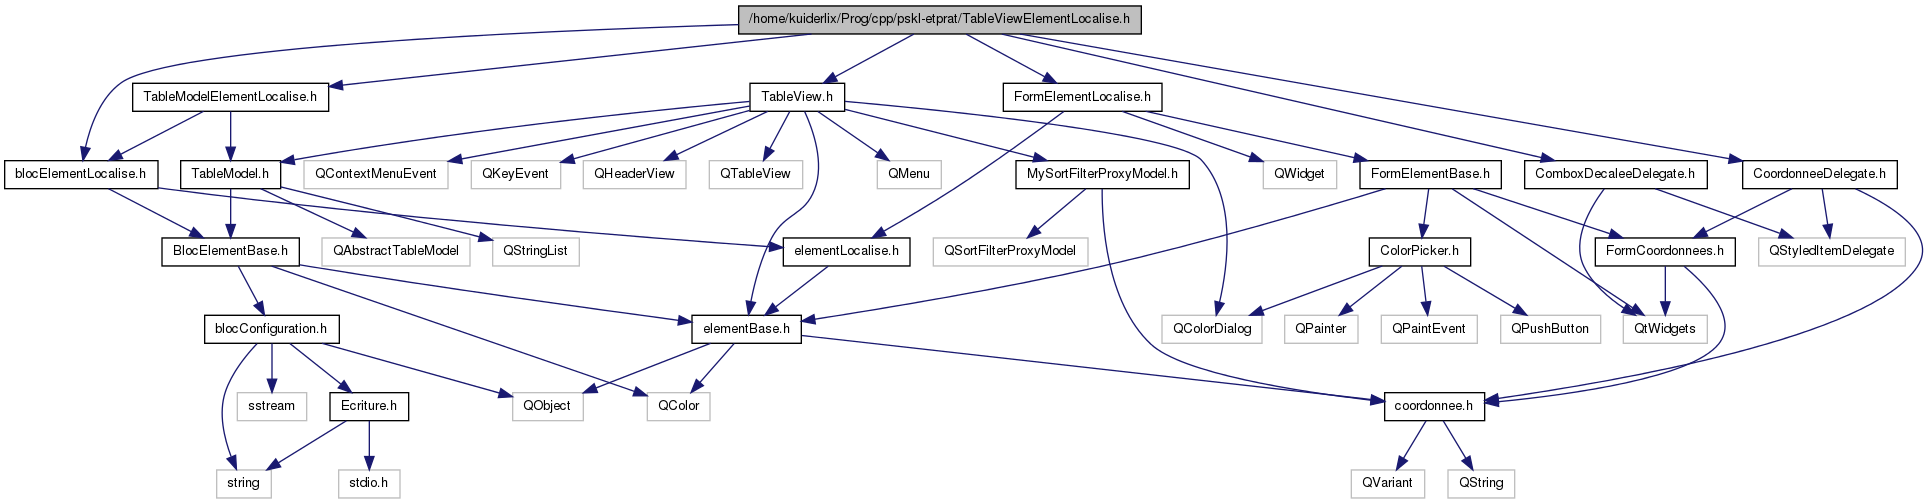 /home/kuiderlix/Prog/cpp/pskl-etprat/TableViewElementLocalise.h
TableModelElementLocalise.h
TableView.h
FormElementLocalise.h
blocElementLocalise.h
TableModel.h
QContextMenuEvent
QKeyEvent
QHeaderView
QTableView
QMenu
MySortFilterProxyModel.h
QWidget
FormElementBase.h
ComboxDecaleeDelegate.h
CoordonneeDelegate.h
BlocElementBase.h
QAbstractTableModel
QStringList
elementLocalise.h
QSortFilterProxyModel
ColorPicker.h
FormCoordonnees.h
QStyledItemDelegate
blocConfiguration.h
elementBase.h
QColorDialog
QPainter
QPaintEvent
QPushButton
QtWidgets
sstream
Ecriture.h
QObject
QColor
coordonnee.h
string
stdio.h
QVariant
QString